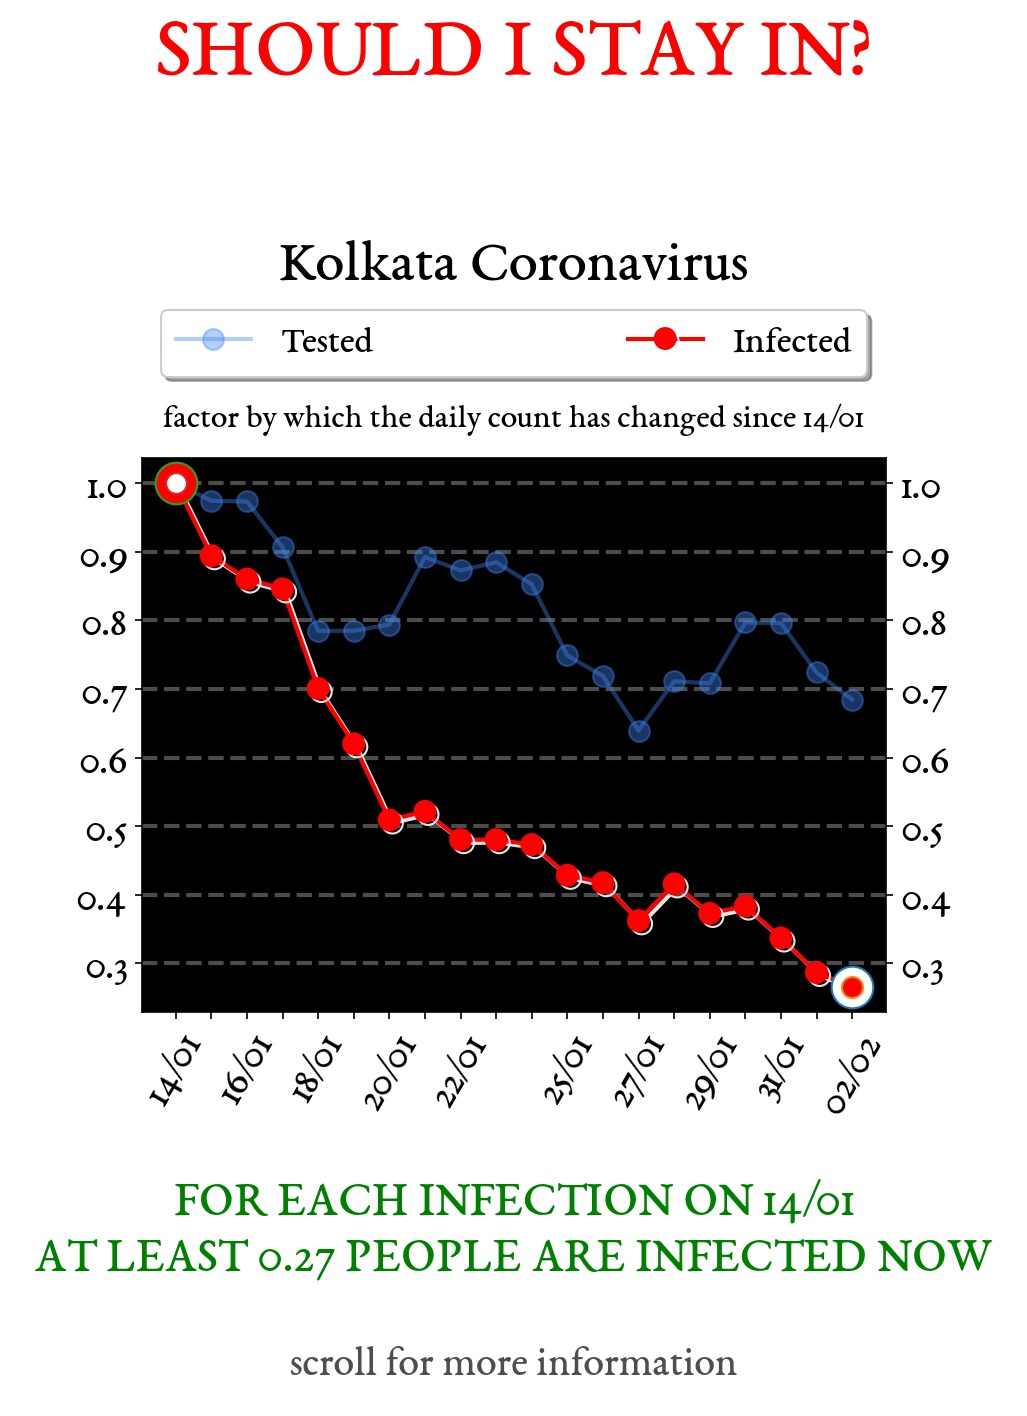 SHOULD I STAY IN?
Kolkata Coronavirus
Tested Infected
factor by which the daily count has changed since 14/01
1.0 1.0
0.9 0.9
0.8 0.8
0.7 0.7
0.6 0.6
0.5 0.5
0.4 0.4
0.3 0.3
14/01 16/01 18/01 20/01 22/01 25/01 27/01 29/01 31/01 02/02
FOR EACH INFECTION ON 14/01
AT LEAST 0.27 PEOPLE ARE INFECTED NOW
scroll for more information